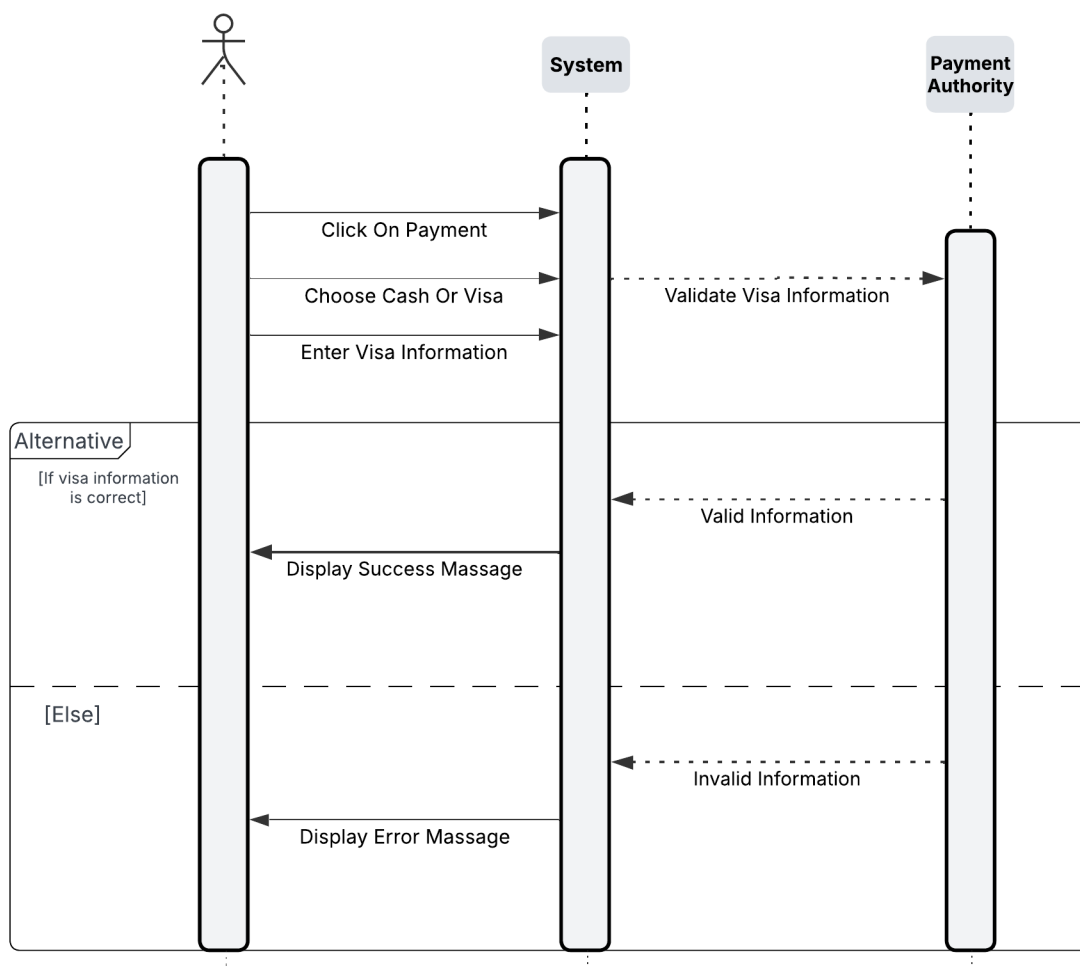 System
Payment
Authority
Click On Payment
Choose Cash Or Visa
Validate Visa Information
Enter Visa Information
Alternative
[If visa information
is correct]
Valid Information
Display Success Massage
[Else]
Invalid Information
Display Error Massage